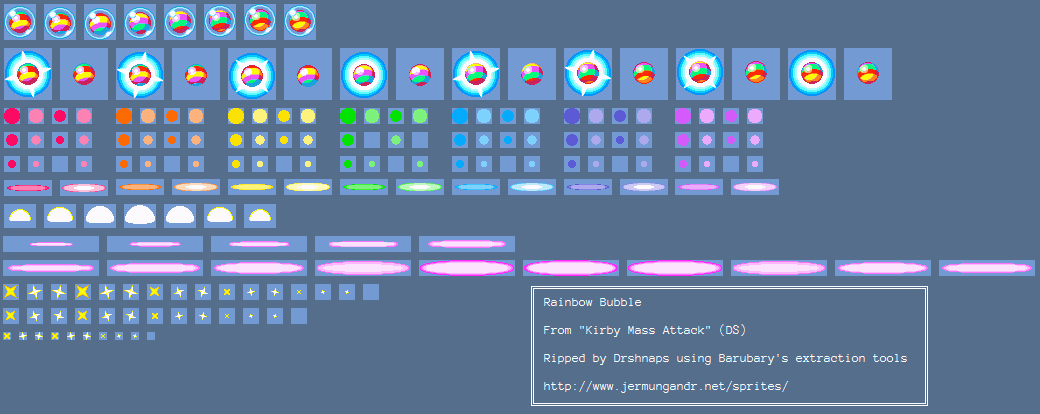 Rainbow Bubble
From "Kirby Mass Attack" (DS)
Ripped by Drshnaps using Barubary's extraction tools
http://www.jermungandr.net/sprites/